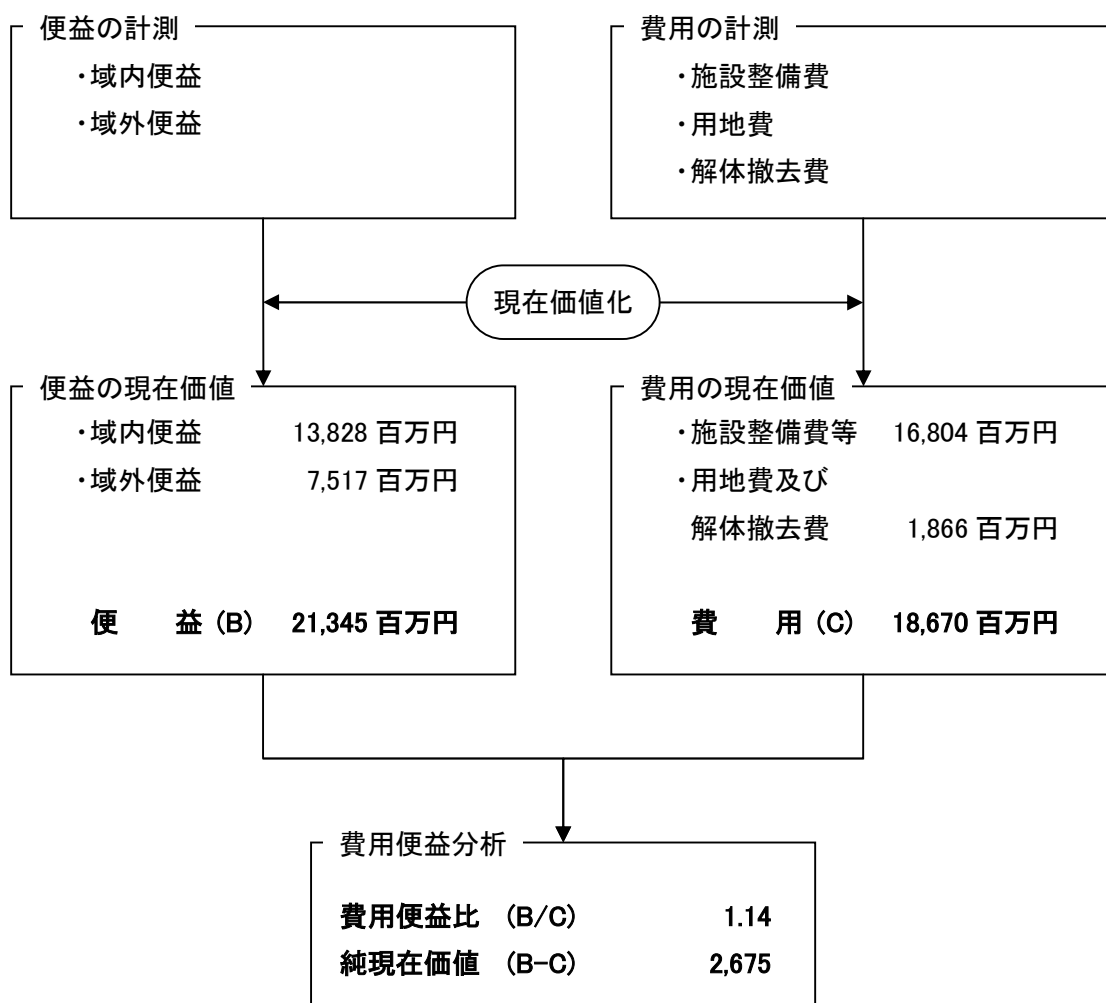 便益の計測
・域内便益
・域外便益
費用の計測
・施設整備費
・用地費
・解体撤去費
現在価値化
便益の現在価値
・域内便益 13,828 百万円
・域外便益 7,517 百万円
便 益 (B) 21,345 百万円
費用の現在価値
・施設整備費等 16,804 百万円
・用地費及び
解体撤去費 1,866 百万円
費 用 (C) 18,670 百万円
費用便益分析
費用便益比 (B/C) 1.14
純現在価値 (B-C) 2,675